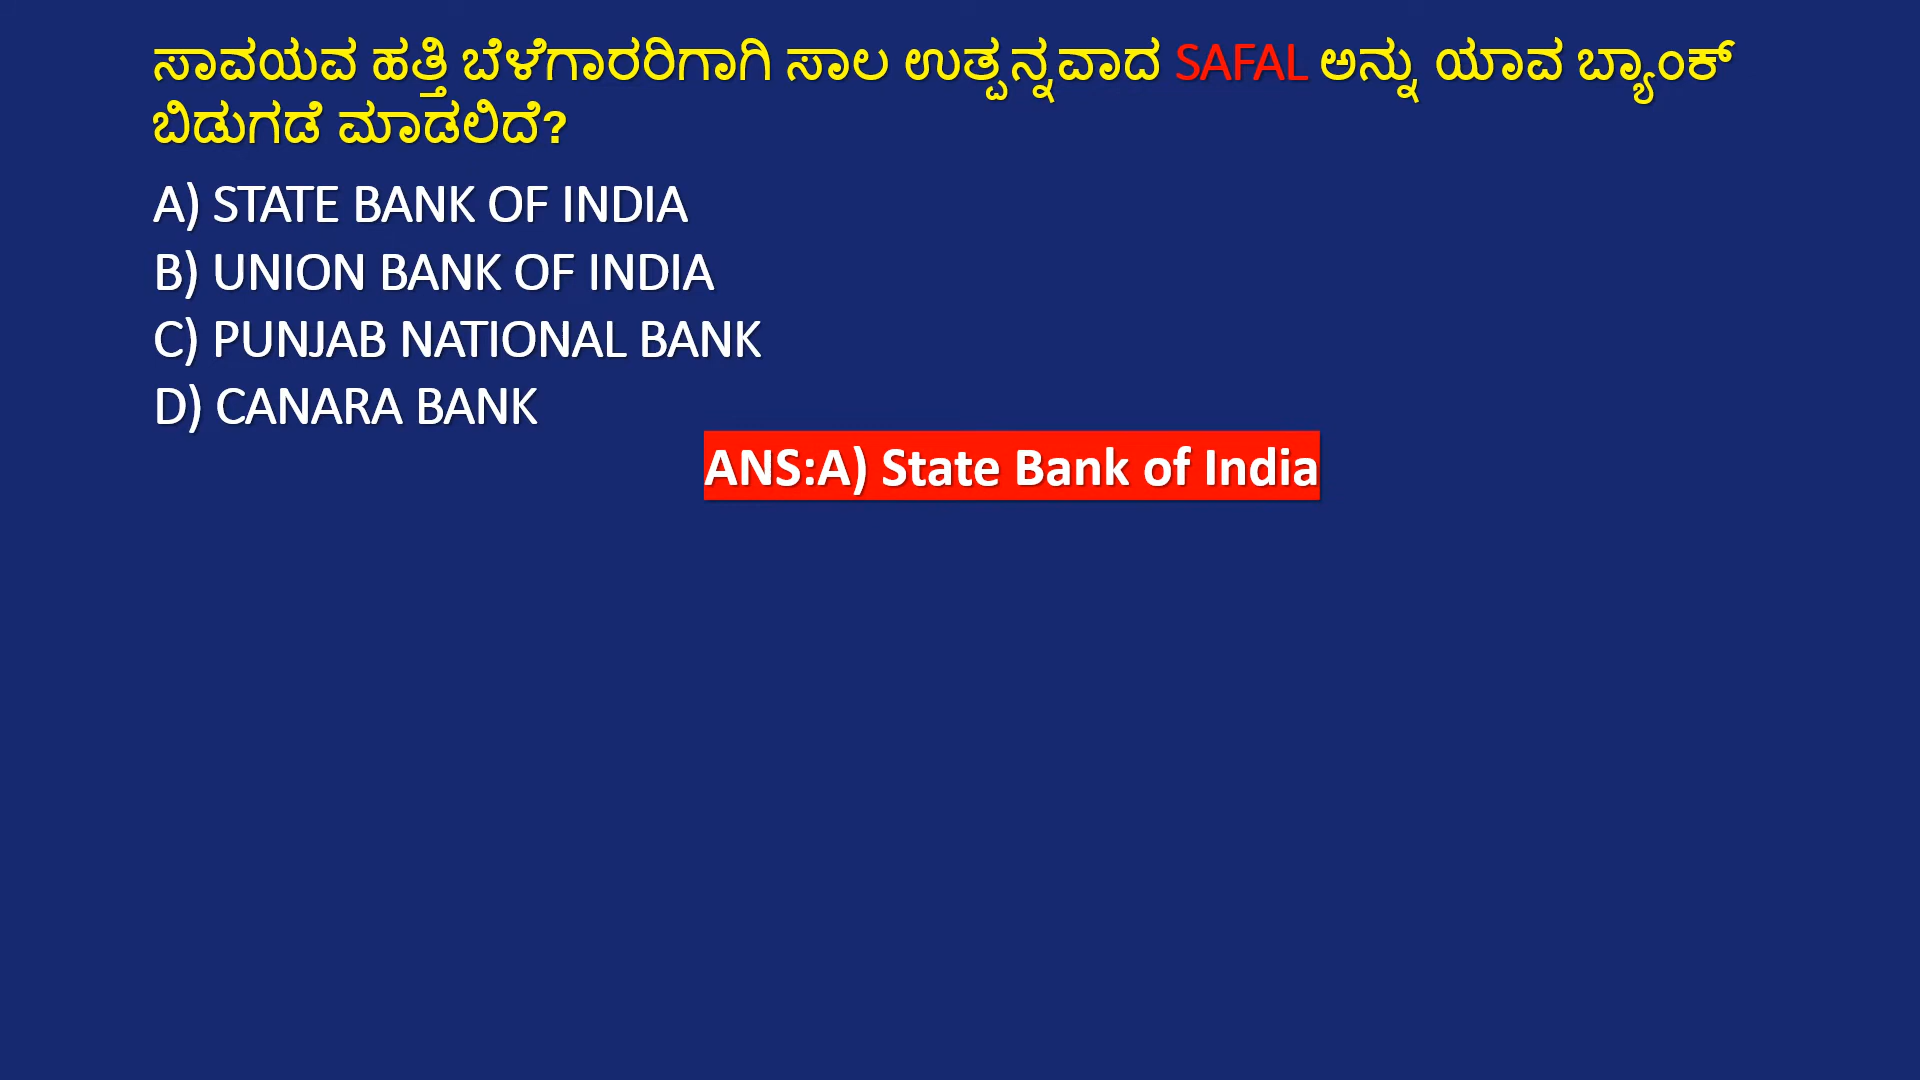 ಸಾವಯವ ಹತ್ತಿ ಬೆಳೆಗಾರರಿಗಾಗಿ ಸಾಲ ಉತ್ಪನ್ನವಾದ SAFAL ಅನ್ನು ಯಾವ ಬ್ಯಾಂಕ್
ಬಿಡುಗಡೆ ಮಾಡಲಿದೆ?
A) STATE BANK OF INDIA
B) UNION BANK OF INDIA
C) PUNJAB NATIONAL BANK
D) CANARA BANK
ANS:A) State Bank of India